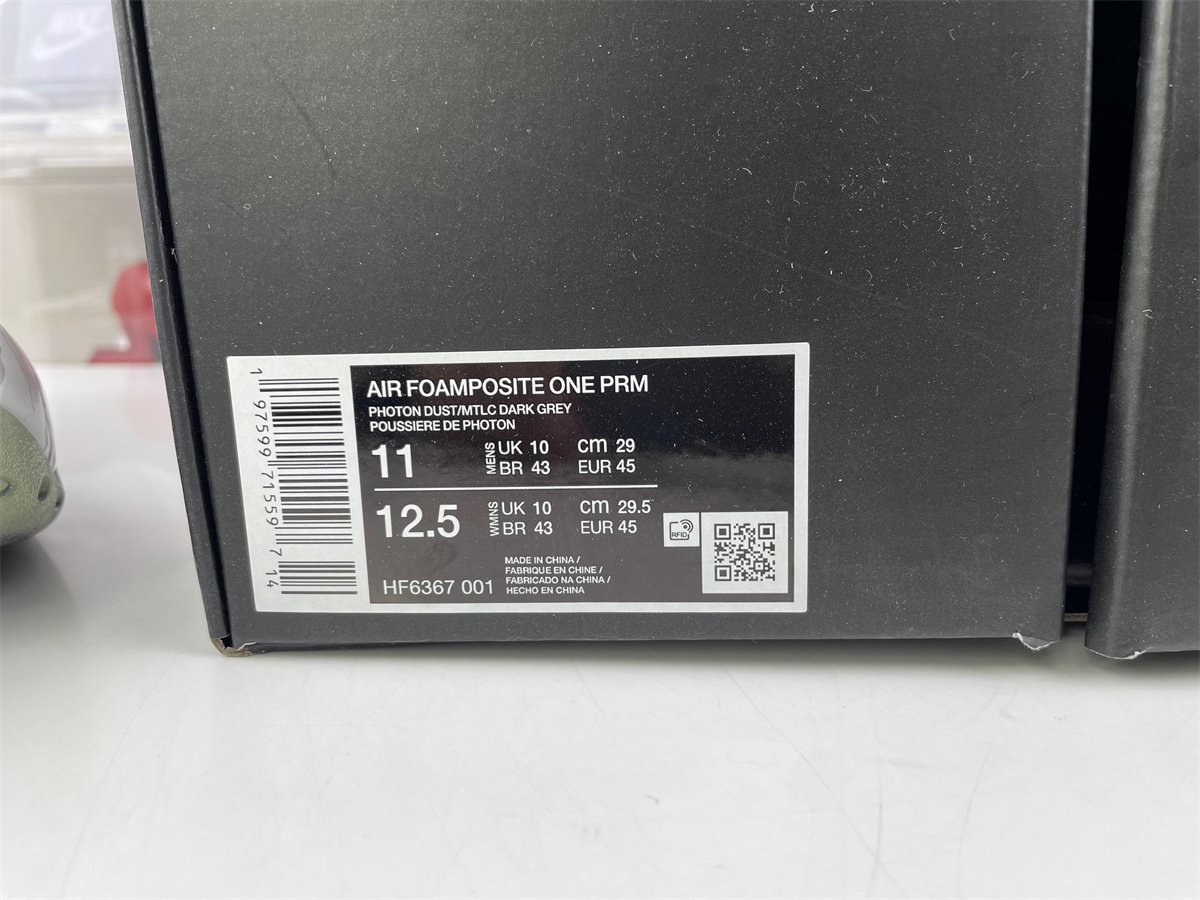 AIR FOAMPOSITE ONE PRM
PHOTON DUST/MTLC DARK GREY
POUSSIERE DE PHOTON
11 MENS UK 10 cm 29
BR 43 EUR 45
12.5 WMNS UK 10 cm 29.5
BR 43 EUR 45
RFID
MADE IN CHINA /
FABRIQUE EN CHINE /
FABRICADO NA CHINA /
HECHO EN CHINA
HF6367 001
1 97599 71559 7 14